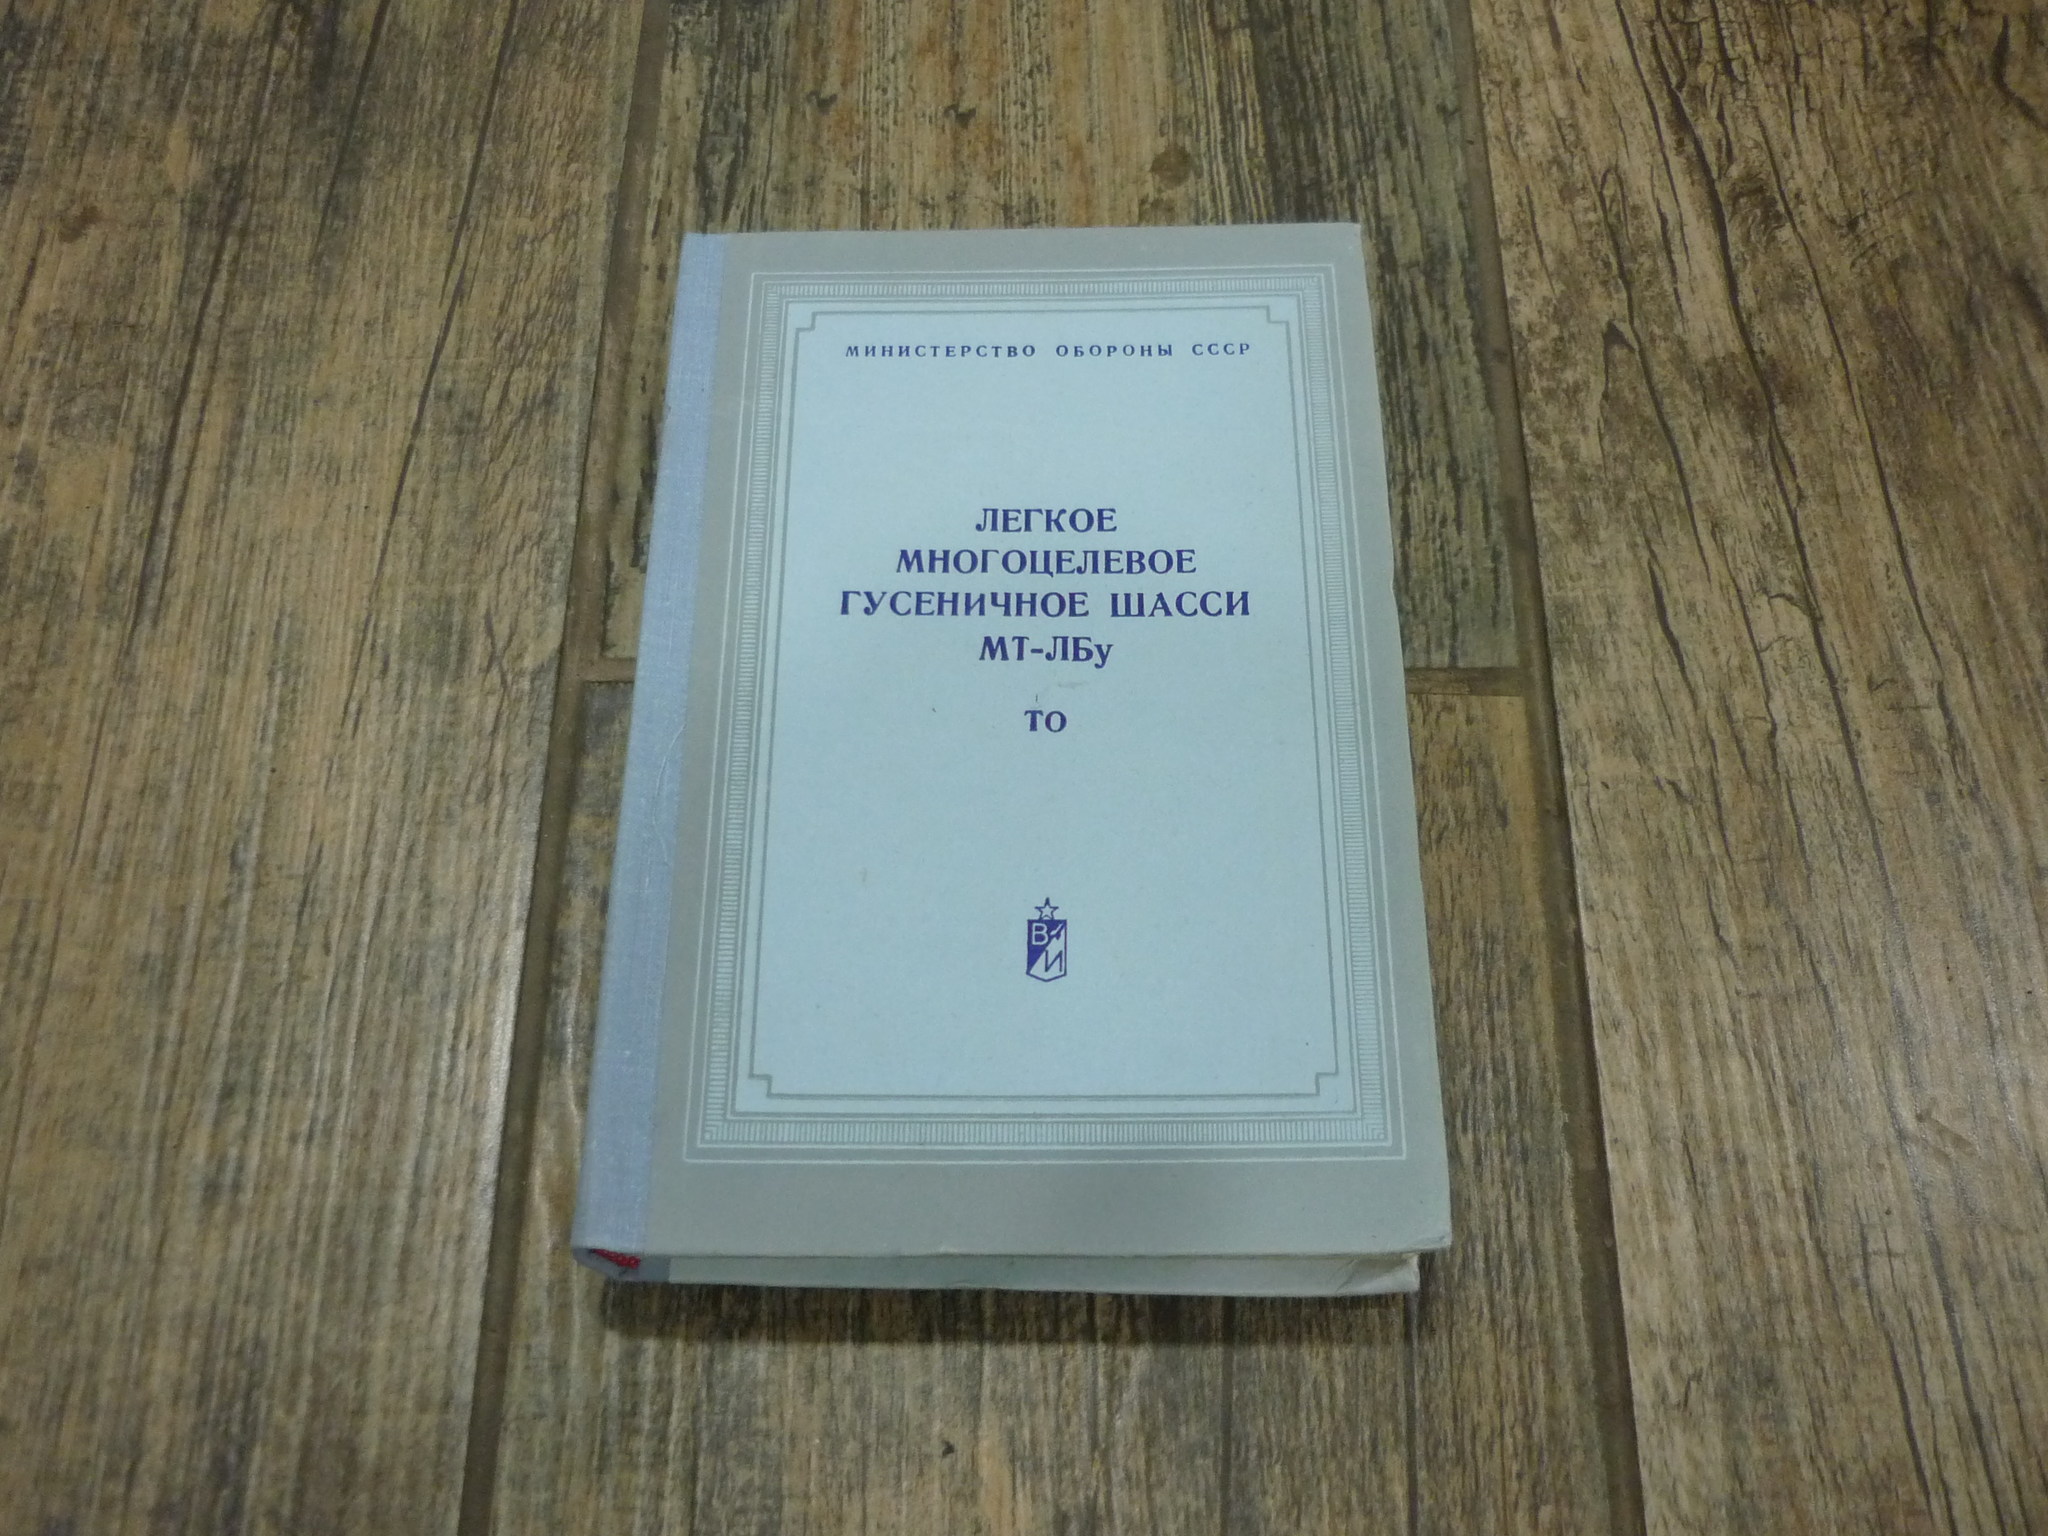 МИНИСТЕРСТВО ОБОРОНЫ СССР
ЛЕГКОЕ
МНОГОЦЕЛЕВОЕ
ГУСЕНИЧНОЕ ШАССИ
МТ-ЛБу
ТО
В
И